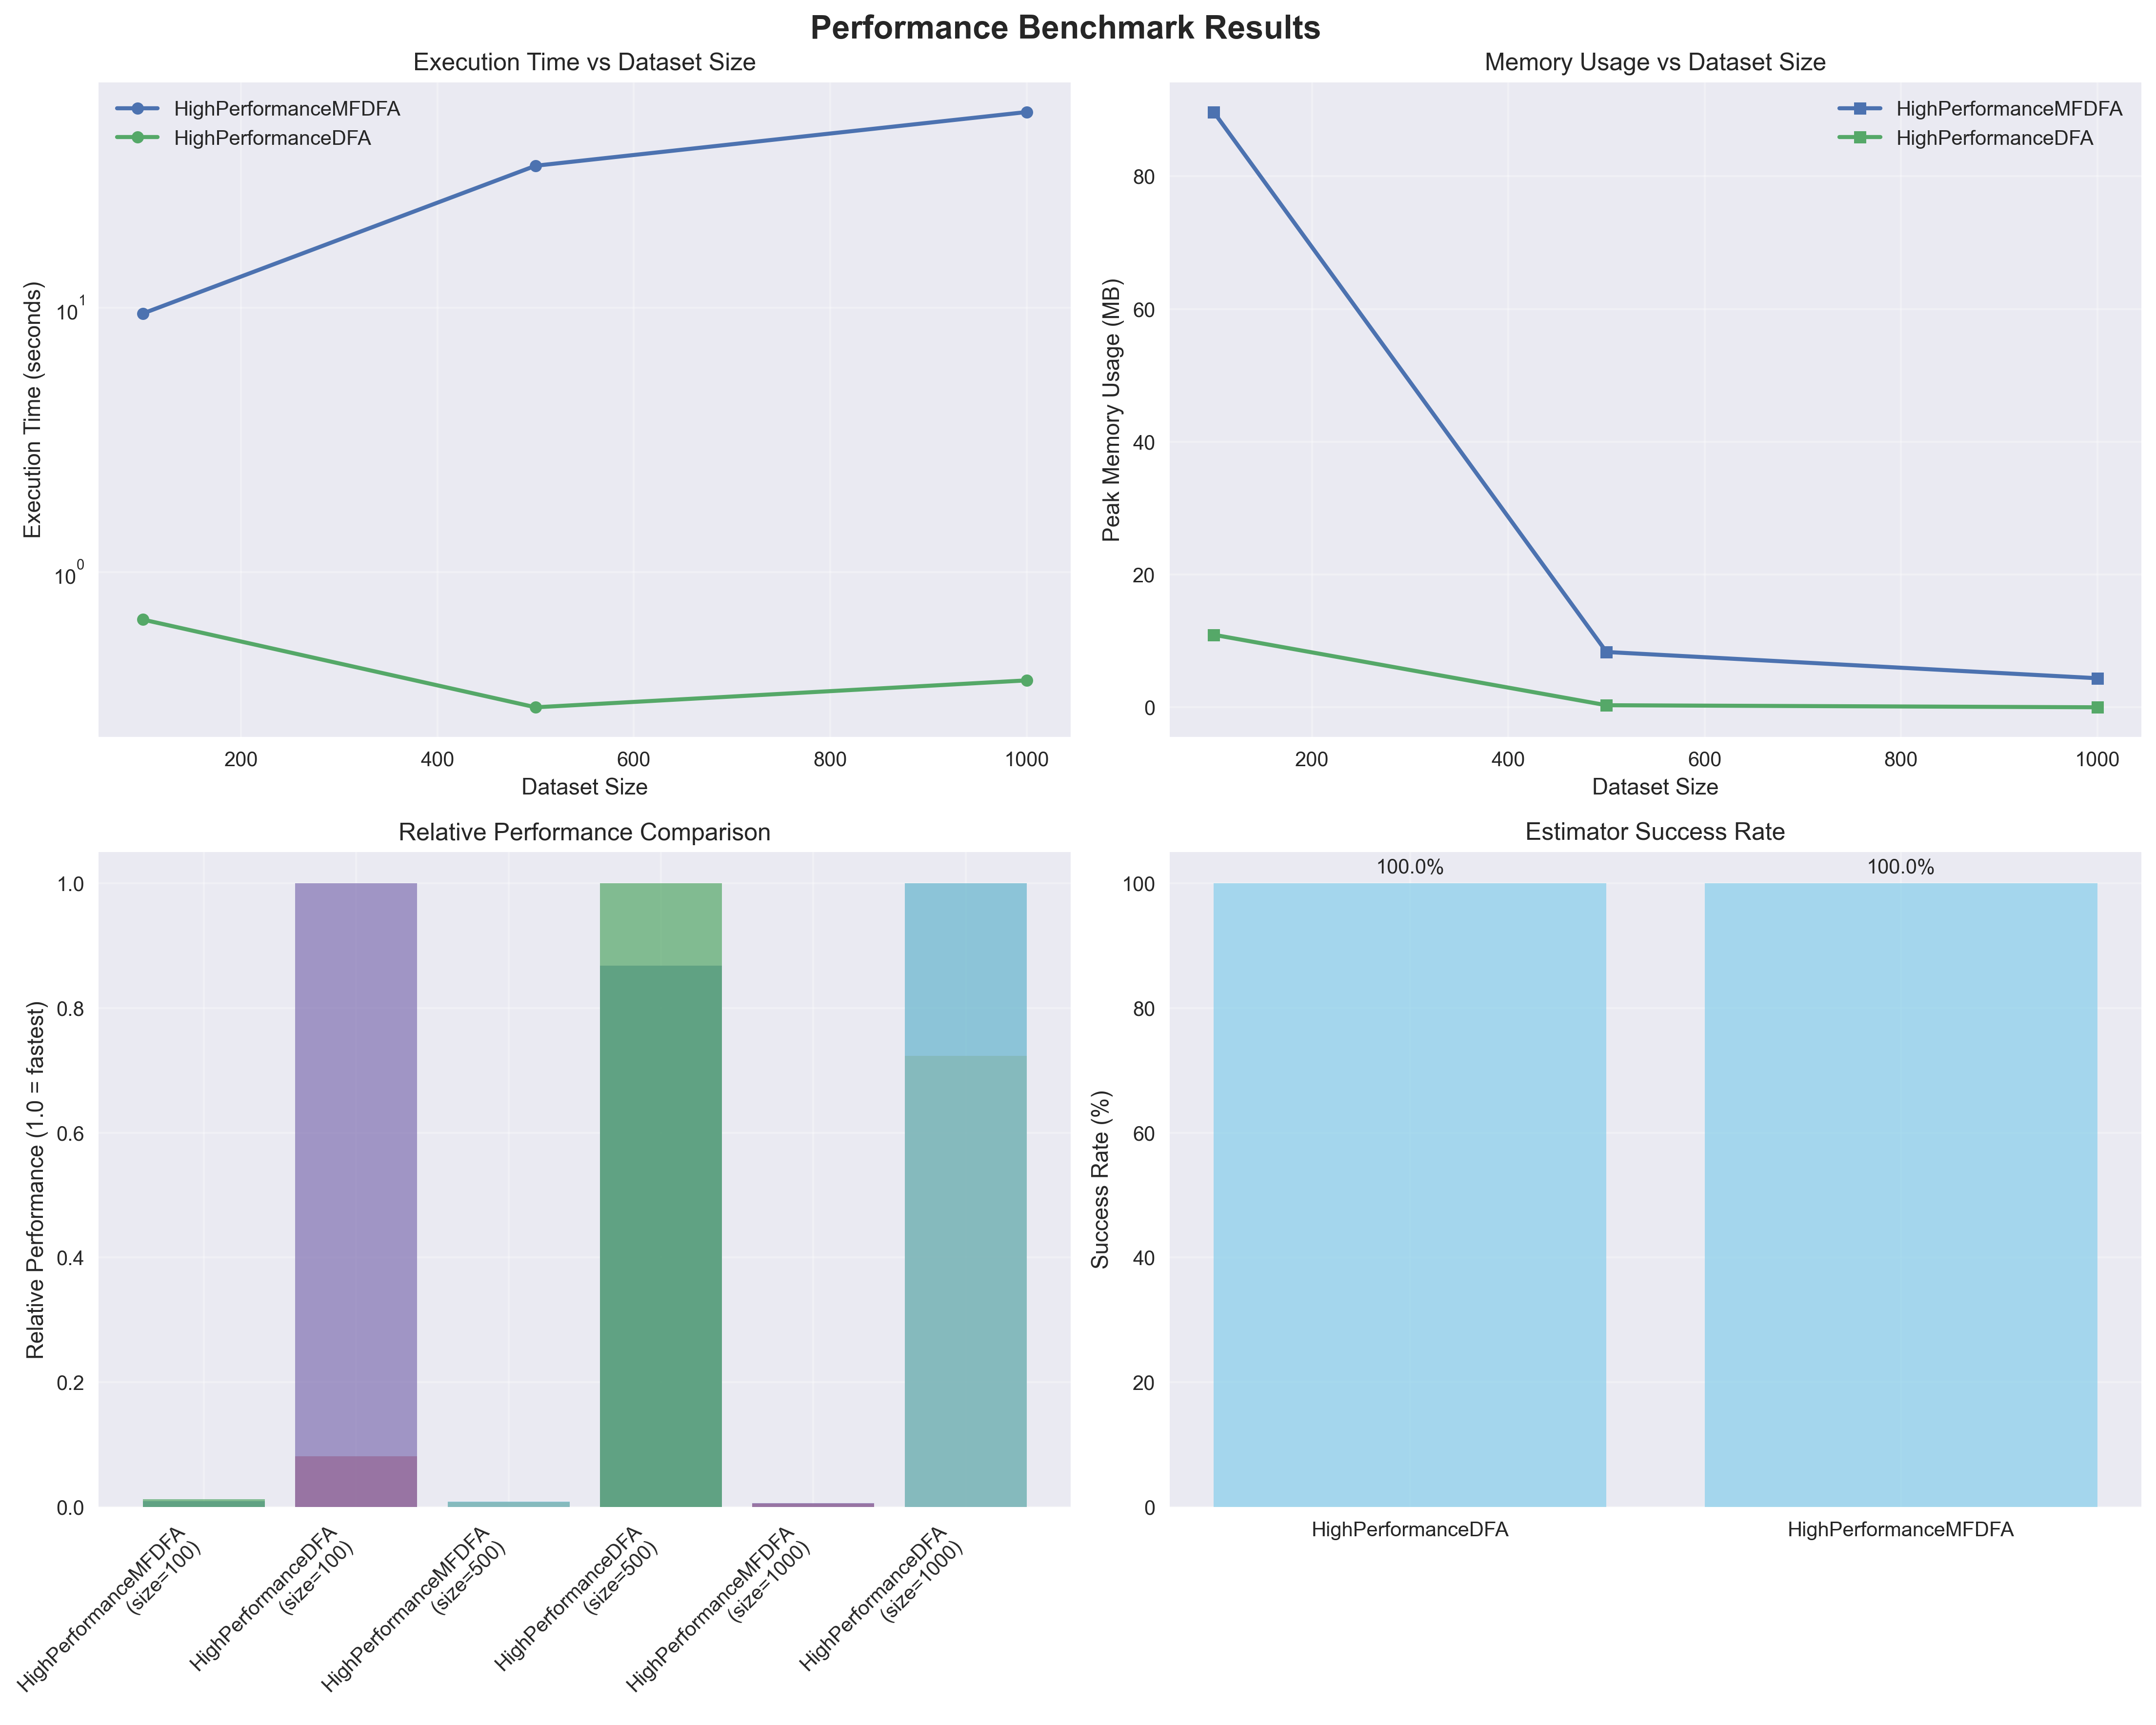 Performance Benchmark Results
Execution Time vs Dataset Size
HighPerformanceMFDFA
HighPerformanceDFA
Execution Time (seconds)
10^1
10^0
200 400 600 800 1000
Dataset Size
Memory Usage vs Dataset Size
HighPerformanceMFDFA
HighPerformanceDFA
Peak Memory Usage (MB)
80
60
40
20
0
200 400 600 800 1000
Dataset Size
Relative Performance Comparison
Relative Performance (1.0 = fastest)
1.0
0.8
0.6
0.4
0.2
0.0
HighPerformanceMFDFA
(size=100)
HighPerformanceDFA
(size=100)
HighPerformanceMFDFA
(size=500)
HighPerformanceDFA
(size=500)
HighPerformanceMFDFA
(size=1000)
HighPerformanceDFA
(size=1000)
Estimator Success Rate
100.0% 100.0%
Success Rate (%)
100
80
60
40
20
0
HighPerformanceDFA HighPerformanceMFDFA